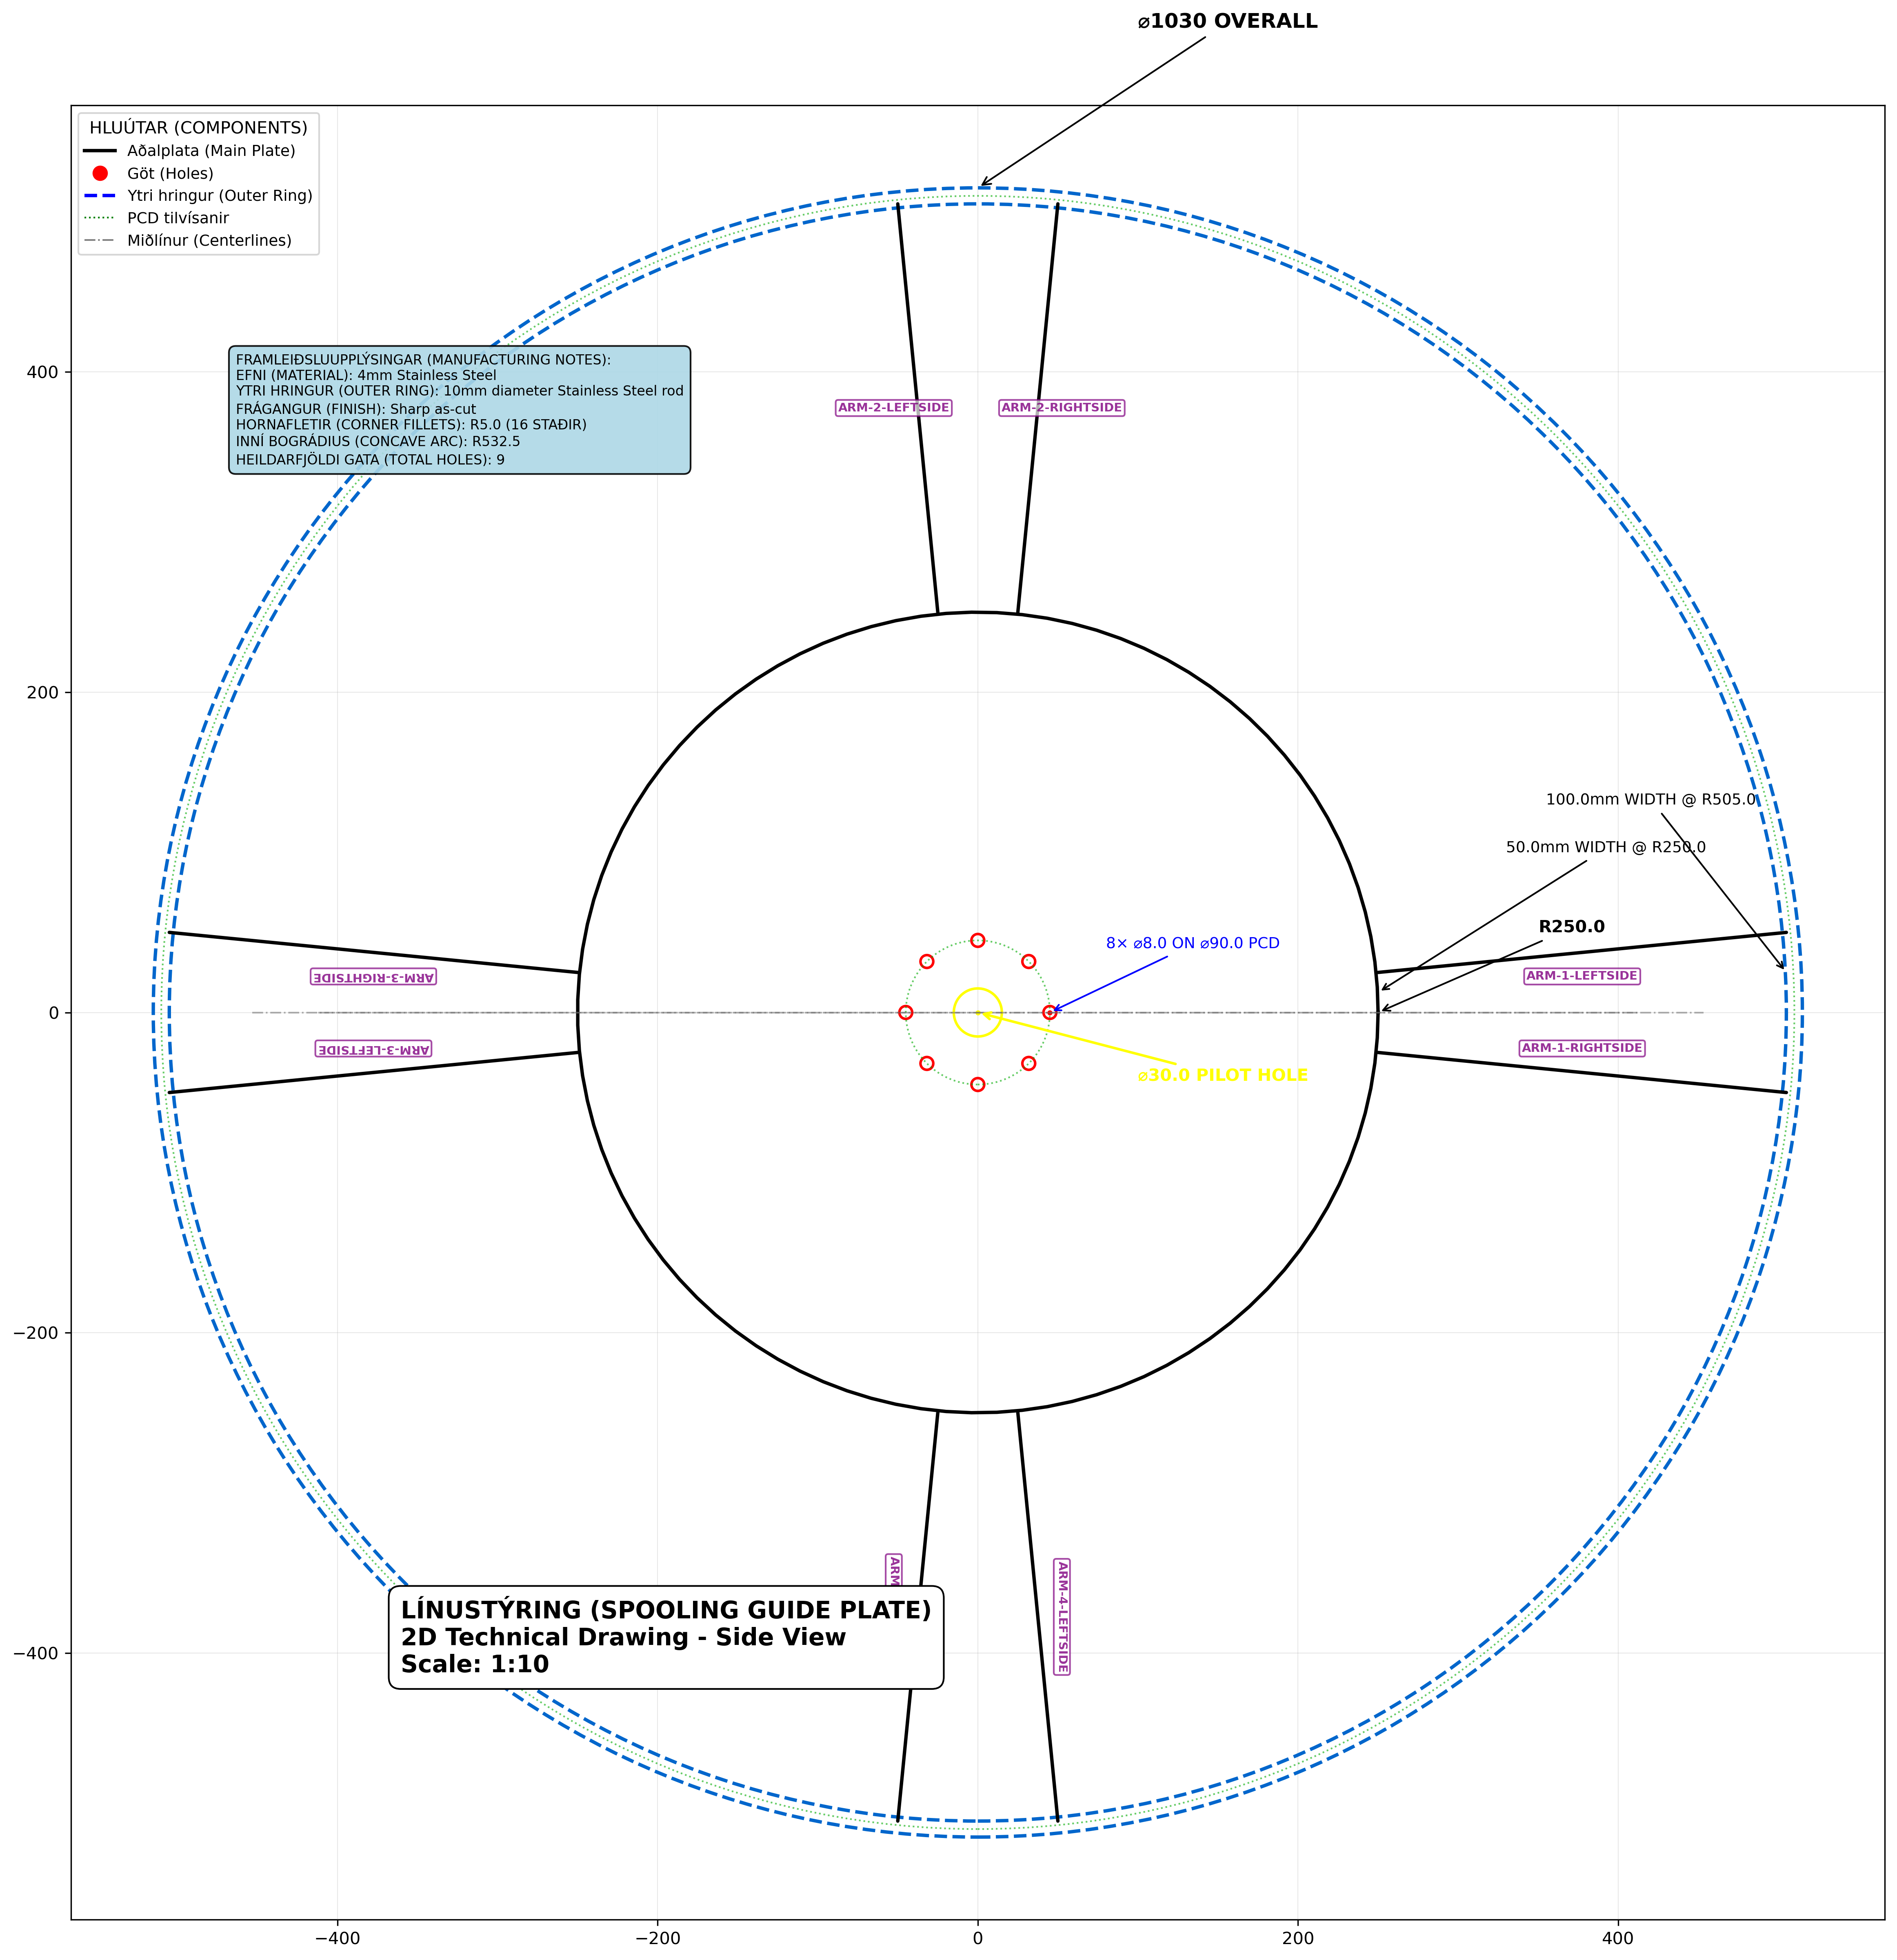 ⌀1030 OVERALL
HLUÚTAR (COMPONENTS)
Aðalplata (Main Plate)
Göt (Holes)
Ytri hringur (Outer Ring)
PCD tilvísanir
Miðlínur (Centerlines)
FRAMLEIÐSLUUPPLÝSINGAR (MANUFACTURING NOTES):
EFNI (MATERIAL): 4mm Stainless Steel
YTRI HRINGUR (OUTER RING): 10mm diameter Stainless Steel rod
FRÁGANGUR (FINISH): Sharp as-cut
HORNAFLETIR (CORNER FILLETS): R5.0 (16 STAÐIR)
INNÍ BOGRÁDIUS (CONCAVE ARC): R532.5
HEILDARFJÖLDI GATA (TOTAL HOLES): 9
ARM-2-LEFTSIDE
ARM-2-RIGHTSIDE
100.0mm WIDTH @ R505.0
50.0mm WIDTH @ R250.0
R250.0
8× ⌀8.0 ON ⌀90.0 PCD
ARM-3-RIGHTSIDE
ARM-1-LEFTSIDE
ARM-3-LEFTSIDE
ARM-1-RIGHTSIDE
⌀30.0 PILOT HOLE
ARM
ARM-4-LEFTSIDE
LÍNUSTÝRING (SPOOLING GUIDE PLATE)
2D Technical Drawing - Side View
Scale: 1:10
400
200
0
−200
−400
−400
−200
0
200
400